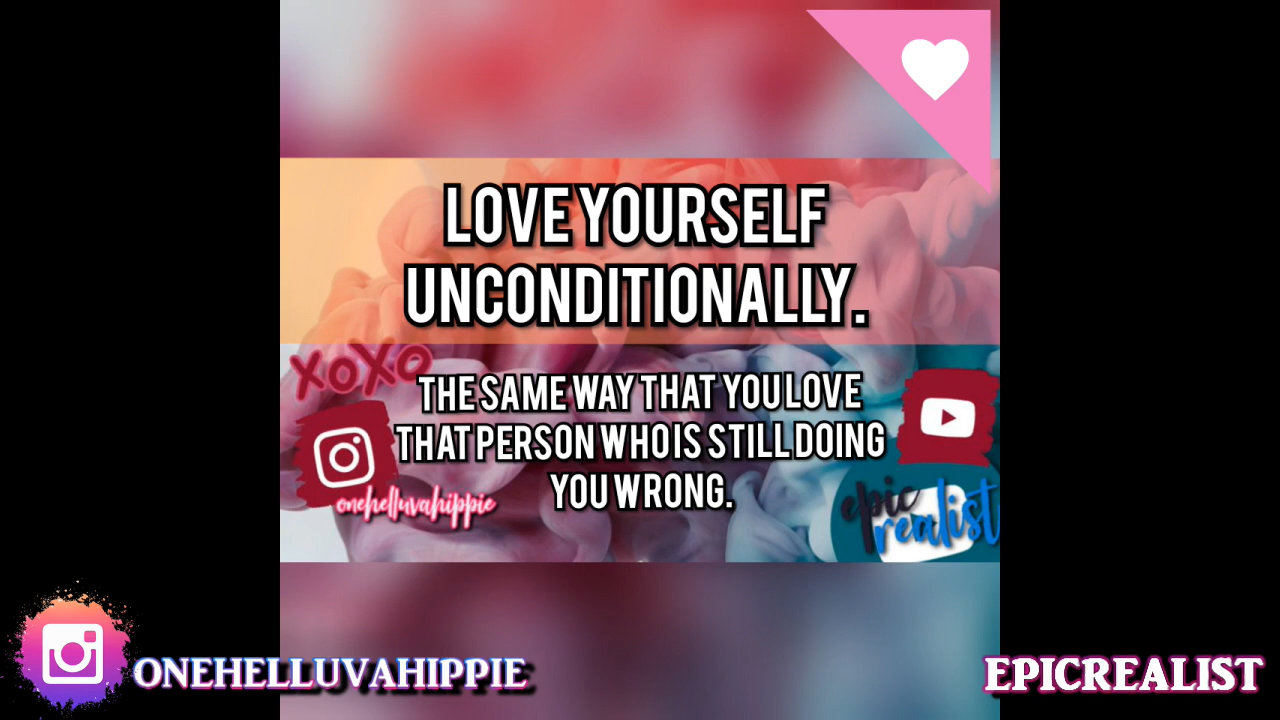 LOVE YOURSELF
UNCONDITIONALLY.
XOXO
THE SAME WAY THAT YOU LOVE
THAT PERSON WHO IS STILL DOING
YOU WRONG.
onehelluvahippie
epic
realist
ONEHELLUVAHIPPIE
EPICREALIST